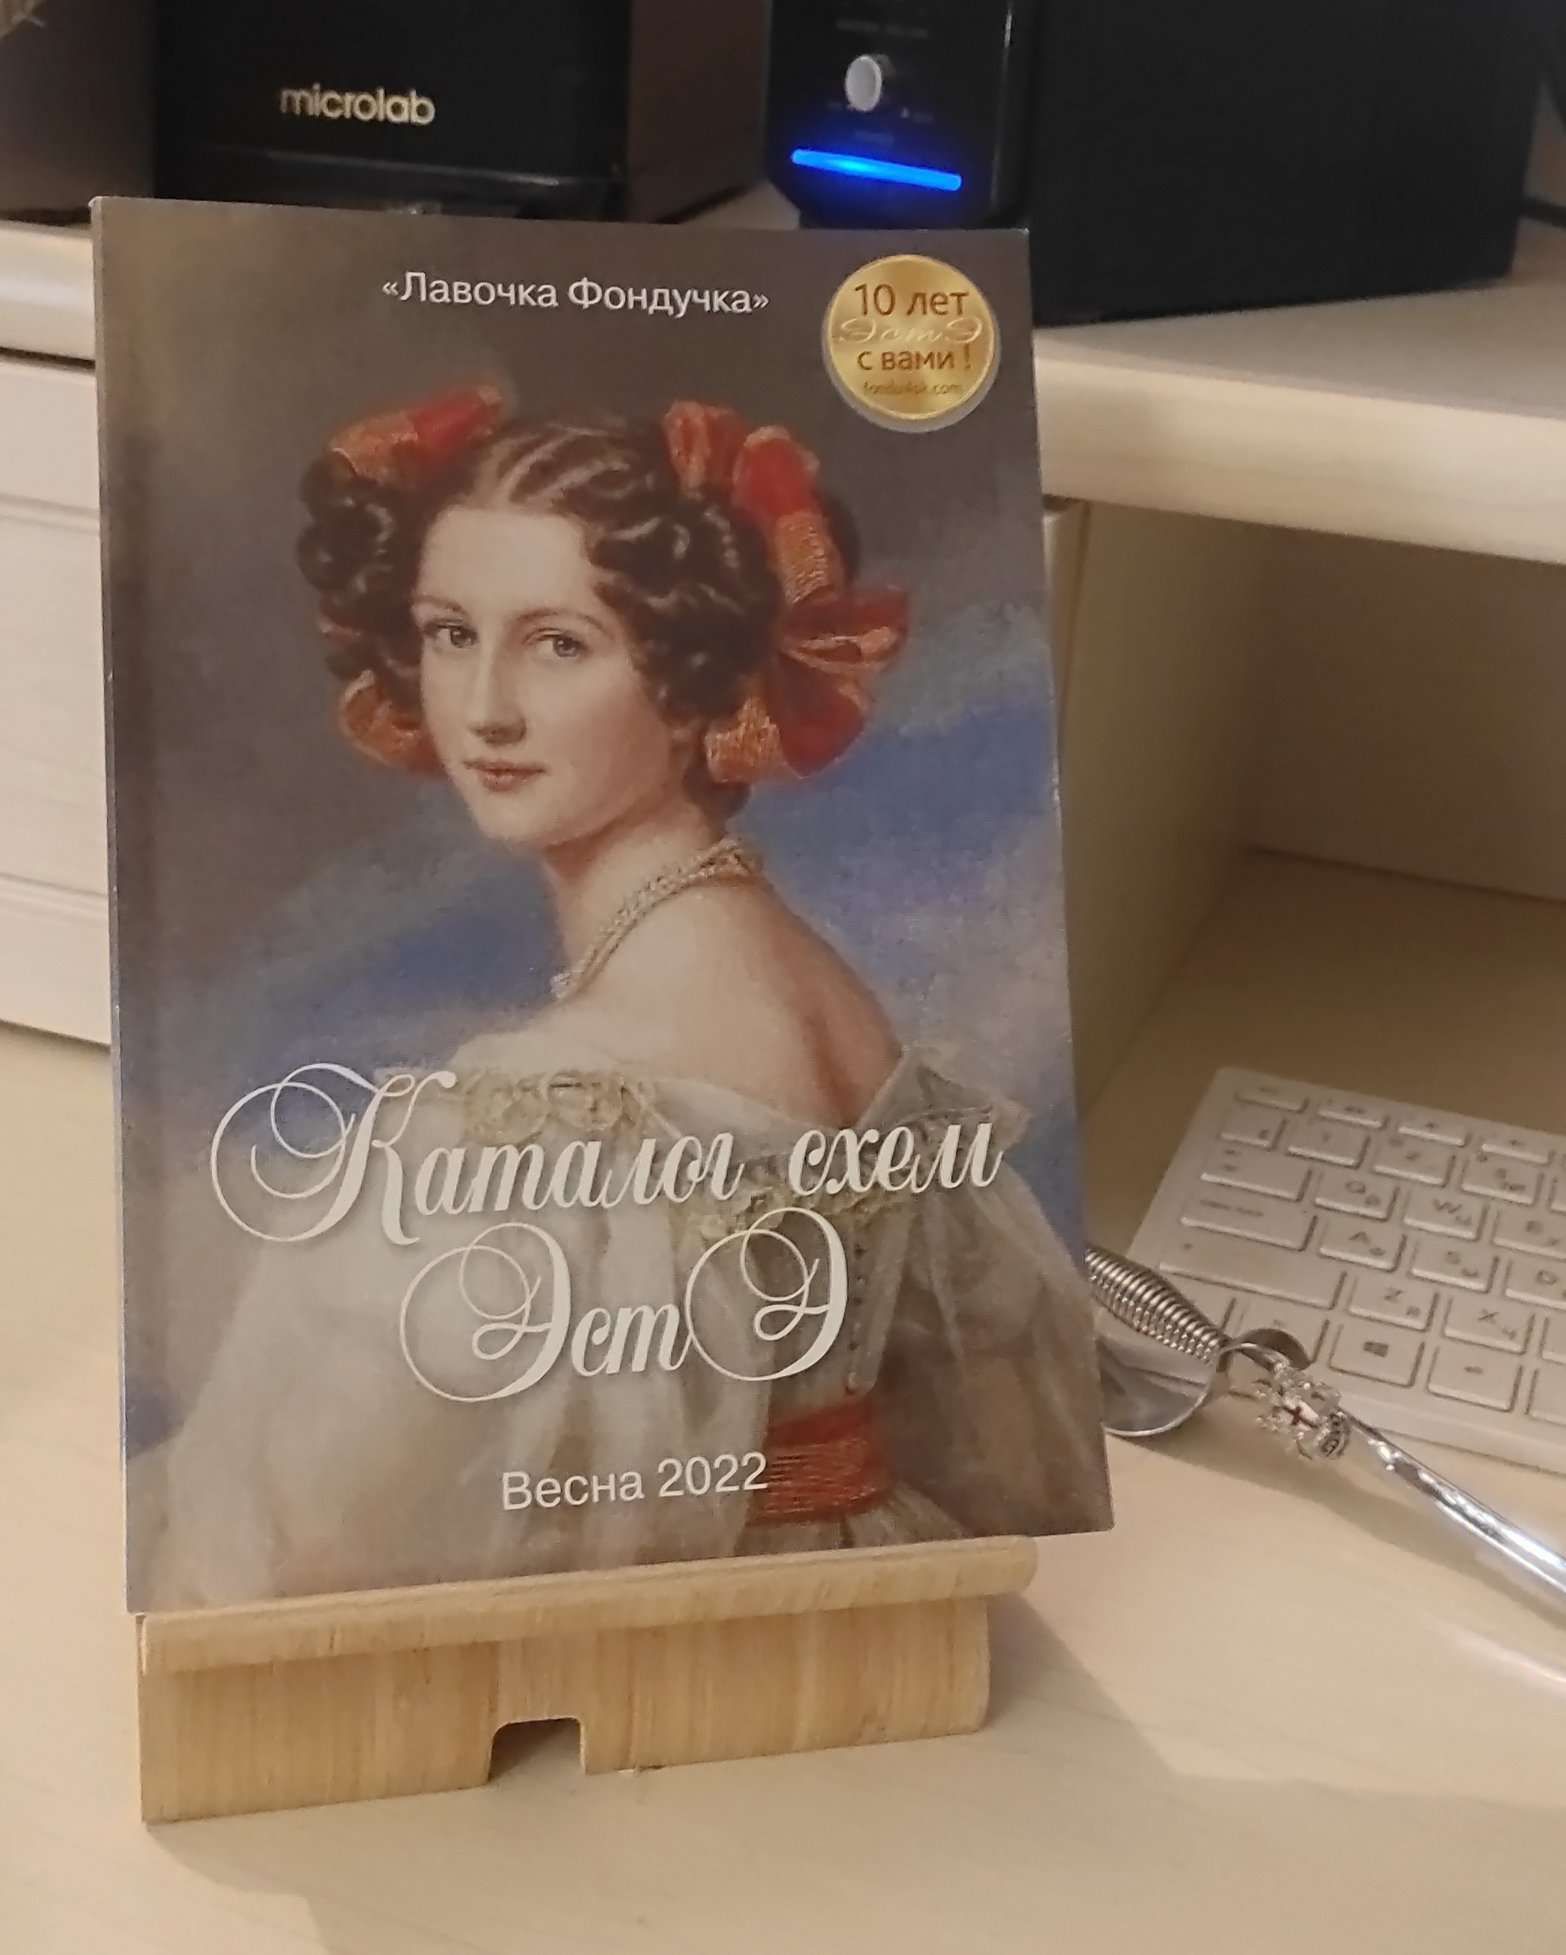 microlab
«Лавочка Фондучка»
10 лет
ЭстЭ
с вами!
Каталог схем
ЭстЭ
Весна 2022